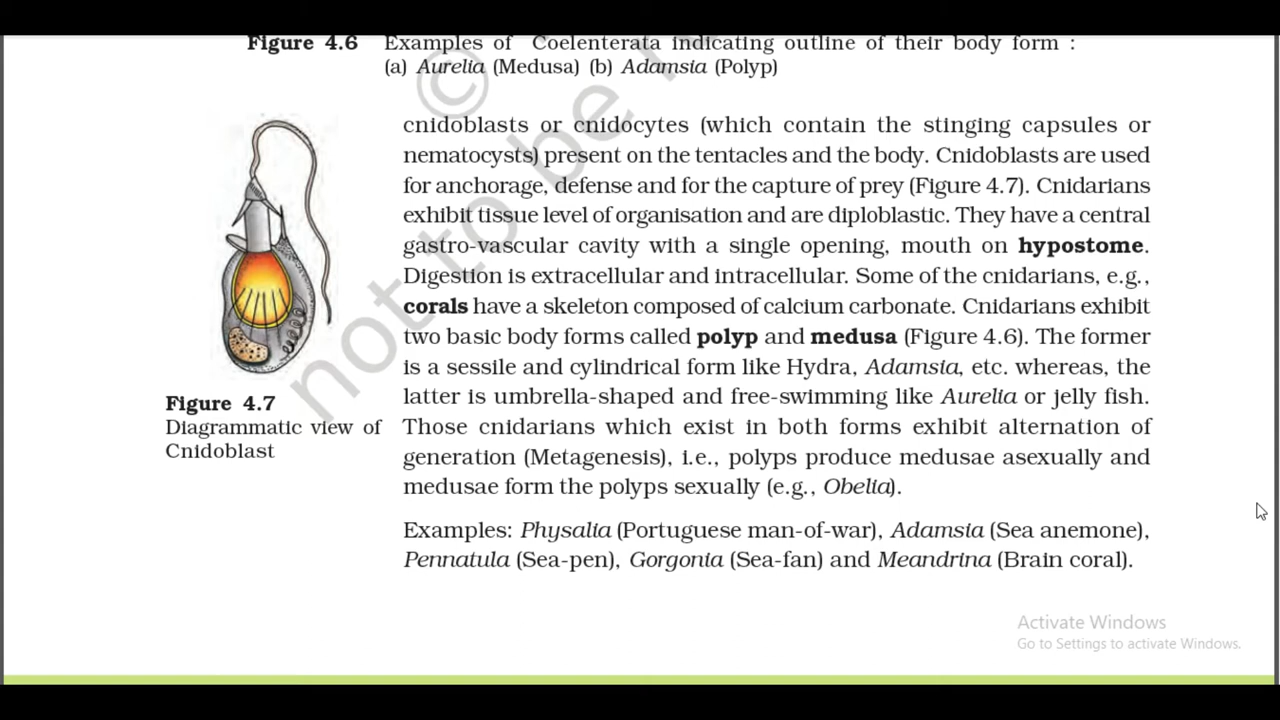 Figure 4.6 Examples of Coelenterata indicating outline of their body form :
(a) Aurelia (Medusa) (b) Adamsia (Polyp)
cnidoblasts or cnidocytes (which contain the stinging capsules or
nematocysts) present on the tentacles and the body. Cnidoblasts are used
for anchorage, defense and for the capture of prey (Figure 4.7). Cnidarians
exhibit tissue level of organisation and are diploblastic. They have a central
gastro-vascular cavity with a single opening, mouth on hypostome.
Digestion is extracellular and intracellular. Some of the cnidarians, e.g.,
corals have a skeleton composed of calcium carbonate. Cnidarians exhibit
two basic body forms called polyp and medusa (Figure 4.6). The former
is a sessile and cylindrical form like Hydra, Adamsia, etc. whereas, the
latter is umbrella-shaped and free-swimming like Aurelia or jelly fish.
Those cnidarians which exist in both forms exhibit alternation of
generation (Metagenesis), i.e., polyps produce medusae asexually and
medusae form the polyps sexually (e.g., Obelia).
Examples: Physalia (Portuguese man-of-war), Adamsia (Sea anemone),
Pennatula (Sea-pen), Gorgonia (Sea-fan) and Meandrina (Brain coral).
Figure 4.7
Diagrammatic view of
Cnidoblast
©
not to be
Activate Windows
Go to Settings to activate Windows.